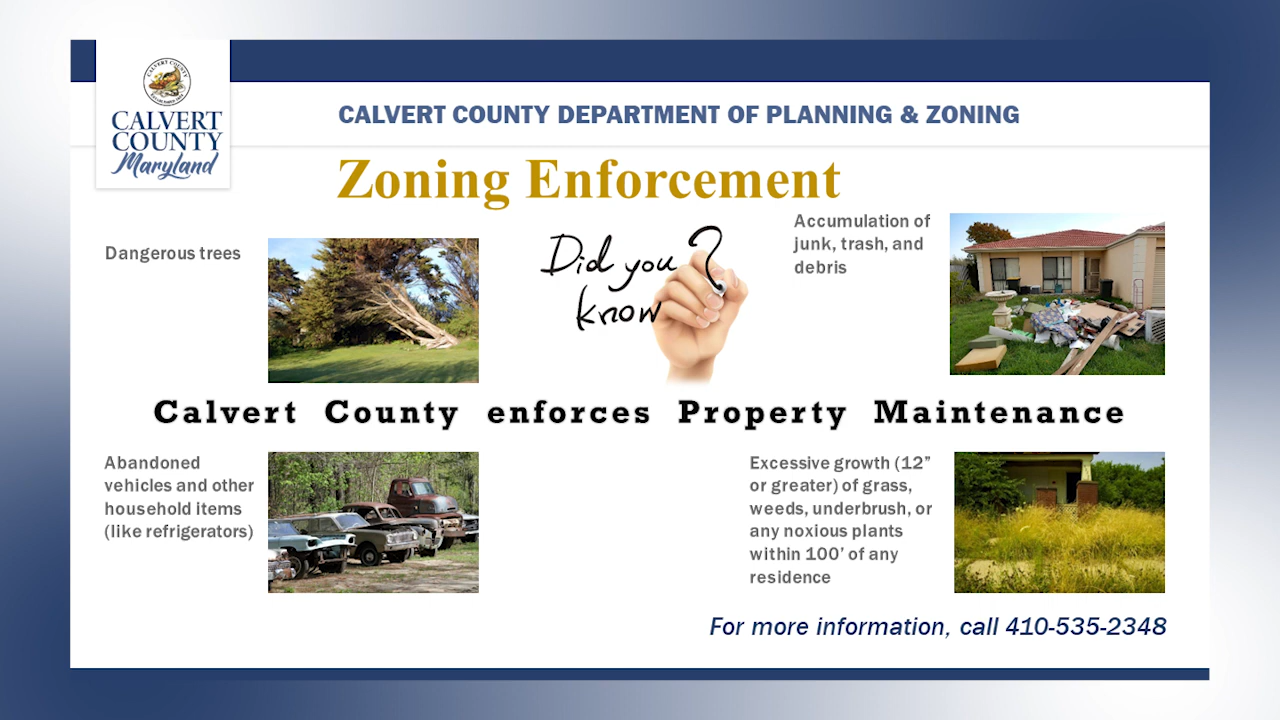 CALVERT COUNTY
CALVERT
COUNTY
Maryland
CALVERT COUNTY DEPARTMENT OF PLANNING & ZONING
Zoning Enforcement
Dangerous trees
Did you
know
?
Accumulation of
junk, trash, and
debris
Calvert County enforces Property Maintenance
Abandoned
vehicles and other
household items
(like refrigerators)
Excessive growth (12”
or greater) of grass,
weeds, underbrush, or
any noxious plants
within 100’ of any
residence
For more information, call 410-535-2348